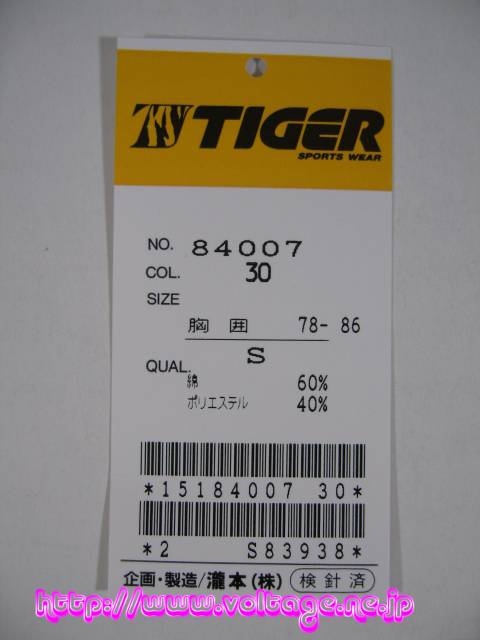 My TIGER
SPORTS WEAR
NO. 84007
COL. 30
SIZE
胸囲 78- 86
S
QUAL.
綿 60%
ポリエステル 40%
*15184007 30*
*2 S83938*
企画・製造/瀧本(株) 検針済
http://www.voltage.ne.jp